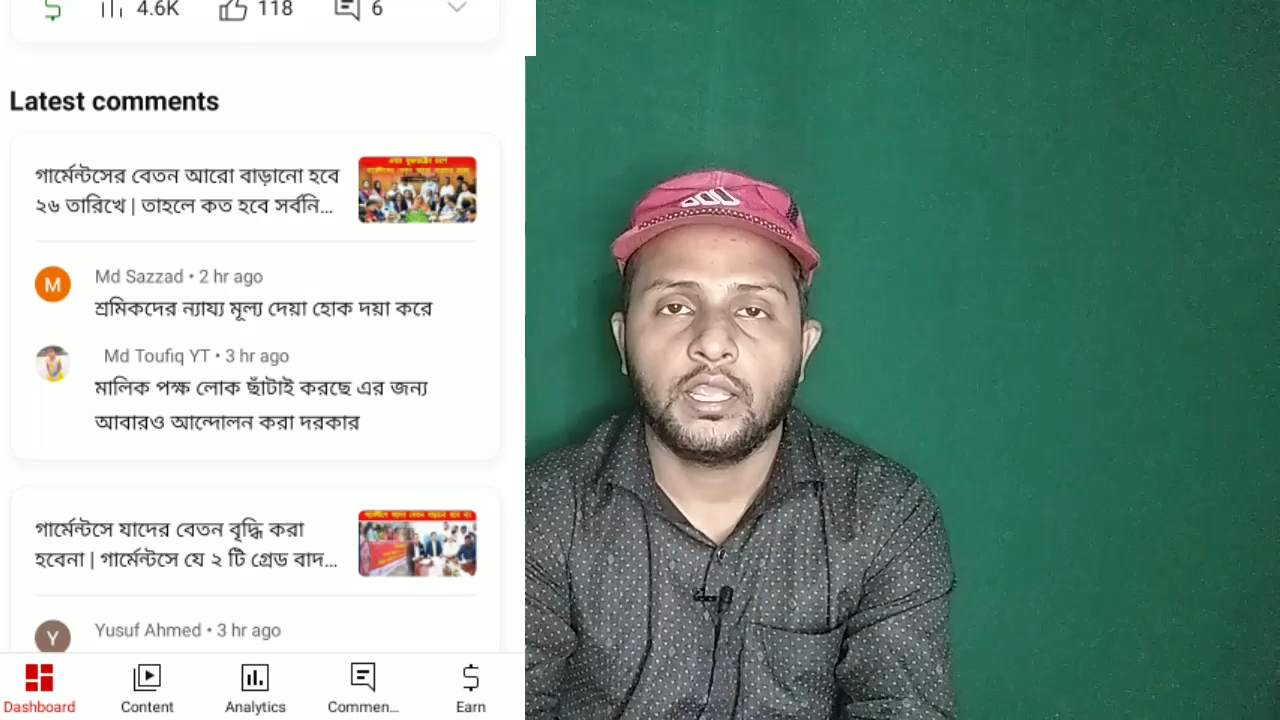 4.6K 118 6
Latest comments
গার্মেন্টসের বেতন আরো বাড়ানো হবে
২৬ তারিখে | তাহলে কত হবে সর্বনি...
M
Md Sazzad • 2 hr ago
শ্রমিকদের ন্যায্য মূল্য দেয়া হোক দয়া করে
Md Toufiq YT • 3 hr ago
মালিক পক্ষ লোক ছাঁটাই করছে এর জন্য
আবারও আন্দোলন করা দরকার
গার্মেন্টসে যাদের বেতন বৃদ্ধি করা
হবেনা | গার্মেন্টসে যে ২ টি গ্রেড বাদ...
Y
Yusuf Ahmed • 3 hr ago
Dashboard Content Analytics Commen... Earn